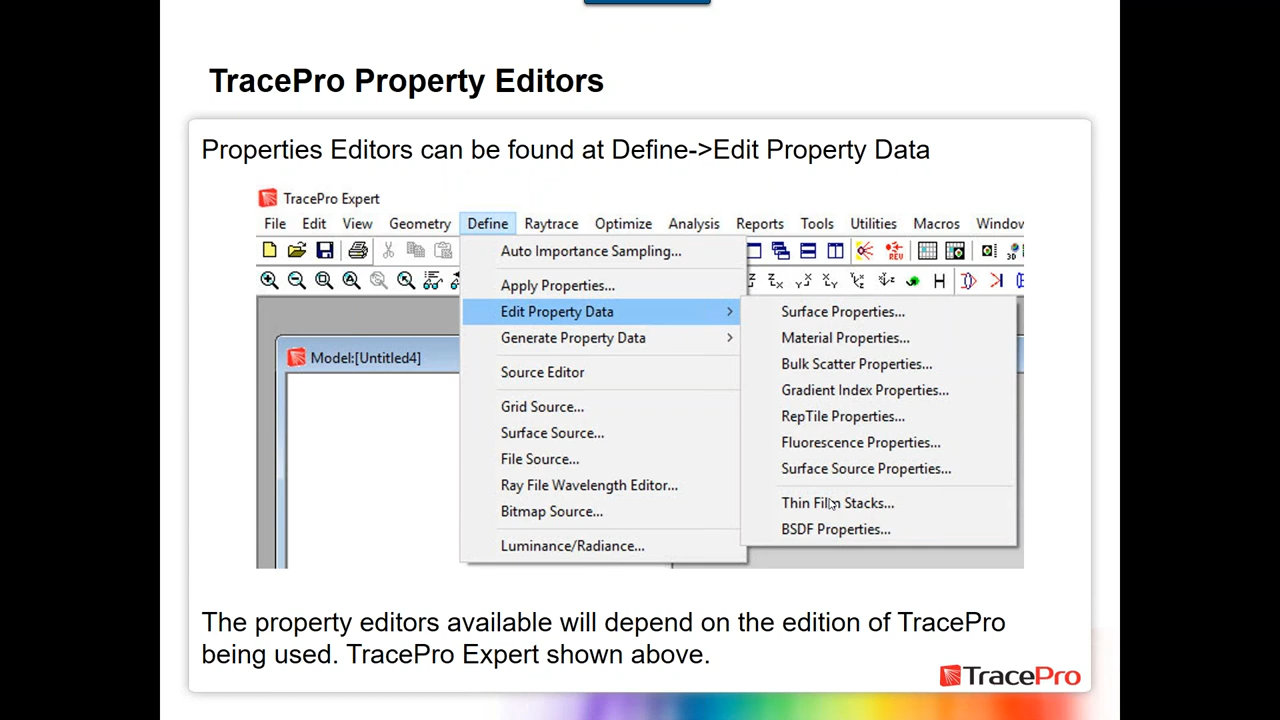 TracePro Property Editors
Properties Editors can be found at Define->Edit Property Data
TracePro Expert
File Edit View Geometry Define Raytrace Optimize Analysis Reports Tools Utilities Macros Window
Auto Importance Sampling...
Apply Properties...
Edit Property Data
Generate Property Data
Source Editor
Grid Source...
Surface Source...
File Source...
Ray File Wavelength Editor...
Bitmap Source...
Luminance/Radiance...
Surface Properties...
Material Properties...
Bulk Scatter Properties...
Gradient Index Properties...
RepTile Properties...
Fluorescence Properties...
Surface Source Properties...
Thin Film Stacks...
BSDF Properties...
Model:[Untitled4]
The property editors available will depend on the edition of TracePro
being used. TracePro Expert shown above.
TracePro